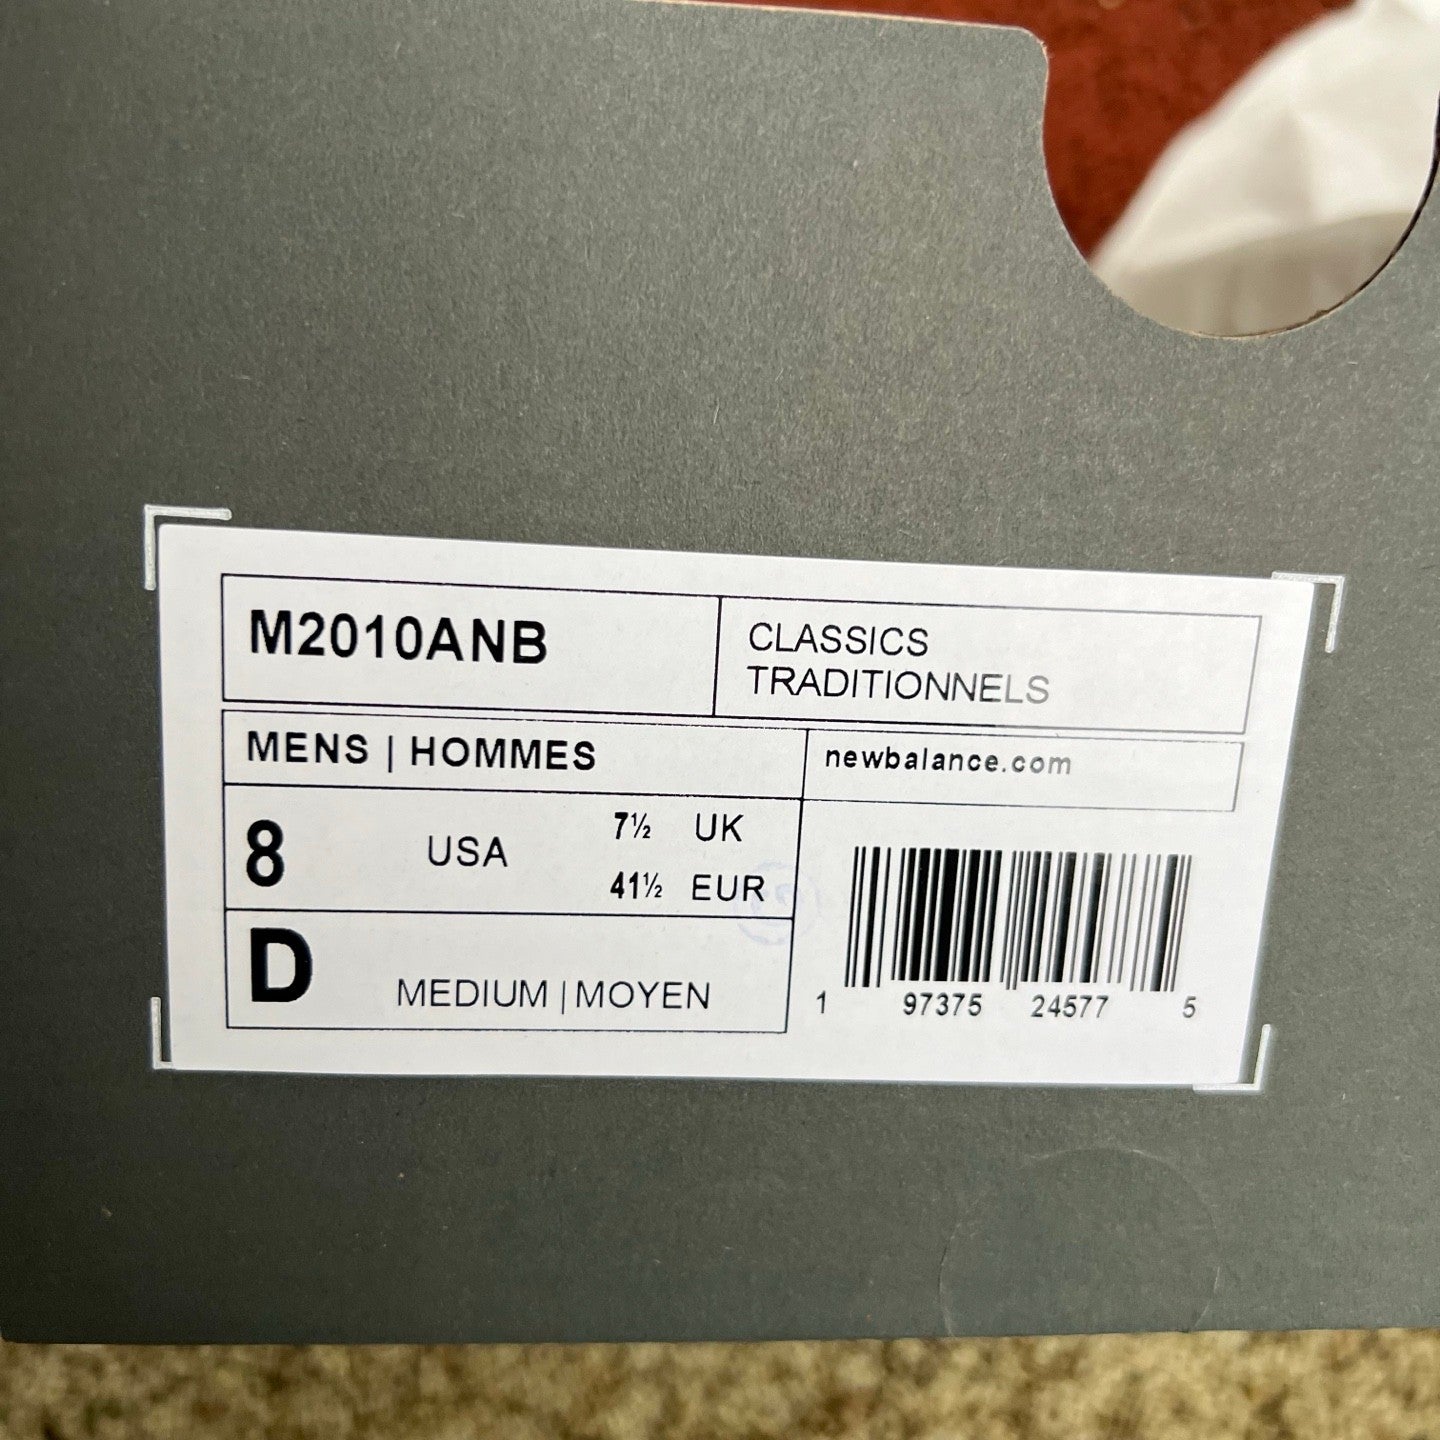 M2010ANB
CLASSICS
TRADITIONNELS
MENS | HOMMES
newbalance.com
8 USA 7½ UK
41½ EUR
D MEDIUM | MOYEN
1 97375 24577 5